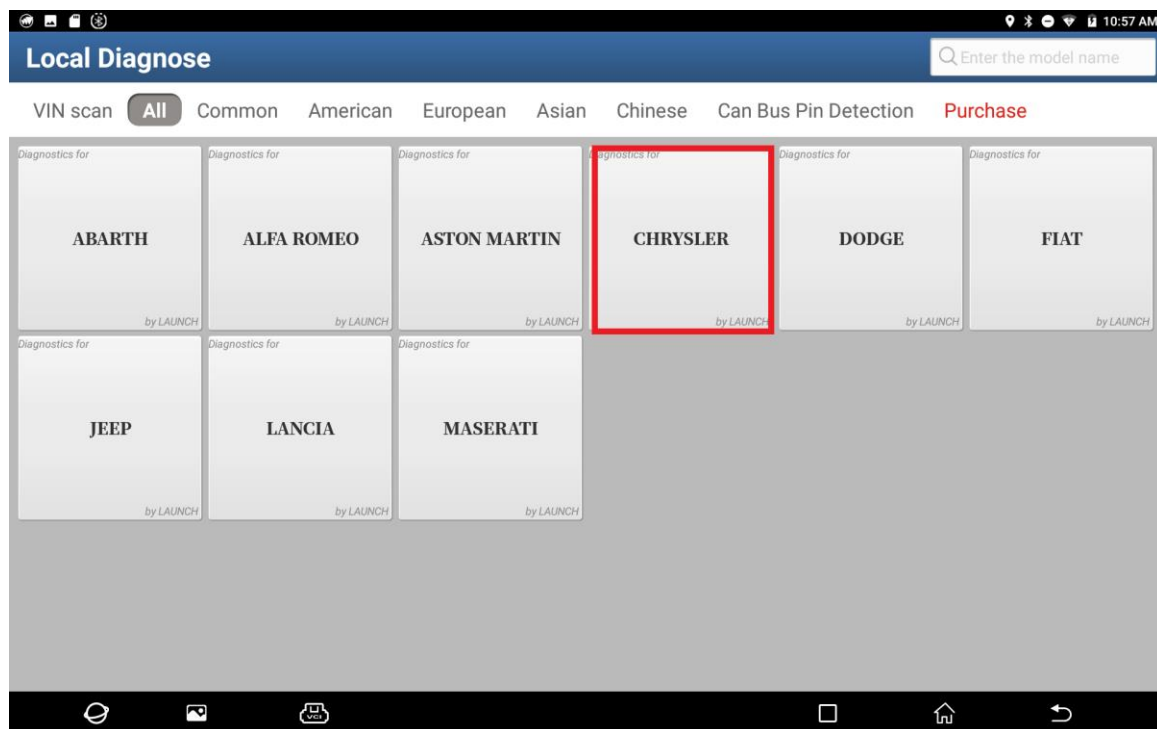 10:57 AM
Local Diagnose
Enter the model name
VIN scan All Common American European Asian Chinese Can Bus Pin Detection Purchase
Diagnostics for Diagnostics for Diagnostics for Diagnostics for Diagnostics for Diagnostics for
ABARTH ALFA ROMEO ASTON MARTIN CHRYSLER DODGE FIAT
by LAUNCH by LAUNCH by LAUNCH by LAUNCH by LAUNCH by LAUNCH
Diagnostics for Diagnostics for Diagnostics for
JEEP LANCIA MASERATI
by LAUNCH by LAUNCH by LAUNCH
VCI